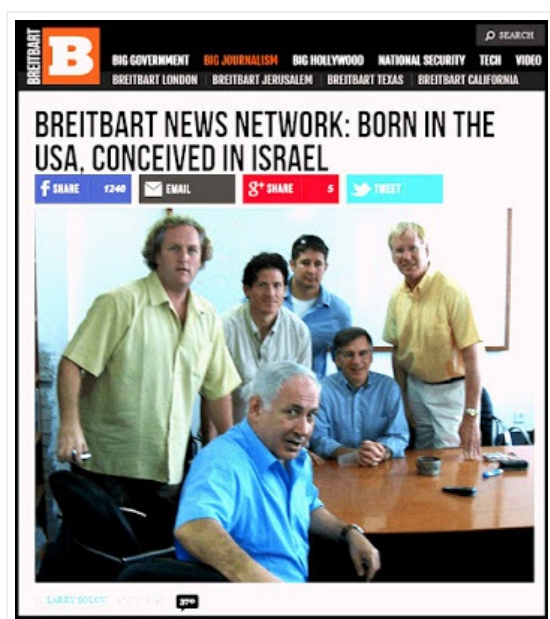 SEARCH
BREITBART
B
BIG GOVERNMENT BIG JOURNALISM BIG HOLLYWOOD NATIONAL SECURITY TECH VIDEO
BREITBART LONDON BREITBART JERUSALEM BREITBART TEXAS BREITBART CALIFORNIA
BREITBART NEWS NETWORK: BORN IN THE
USA, CONCEIVED IN ISRAEL
f SHARE 1240 EMAIL g+ SHARE 5 TWEET
LARRY SOLOV 370